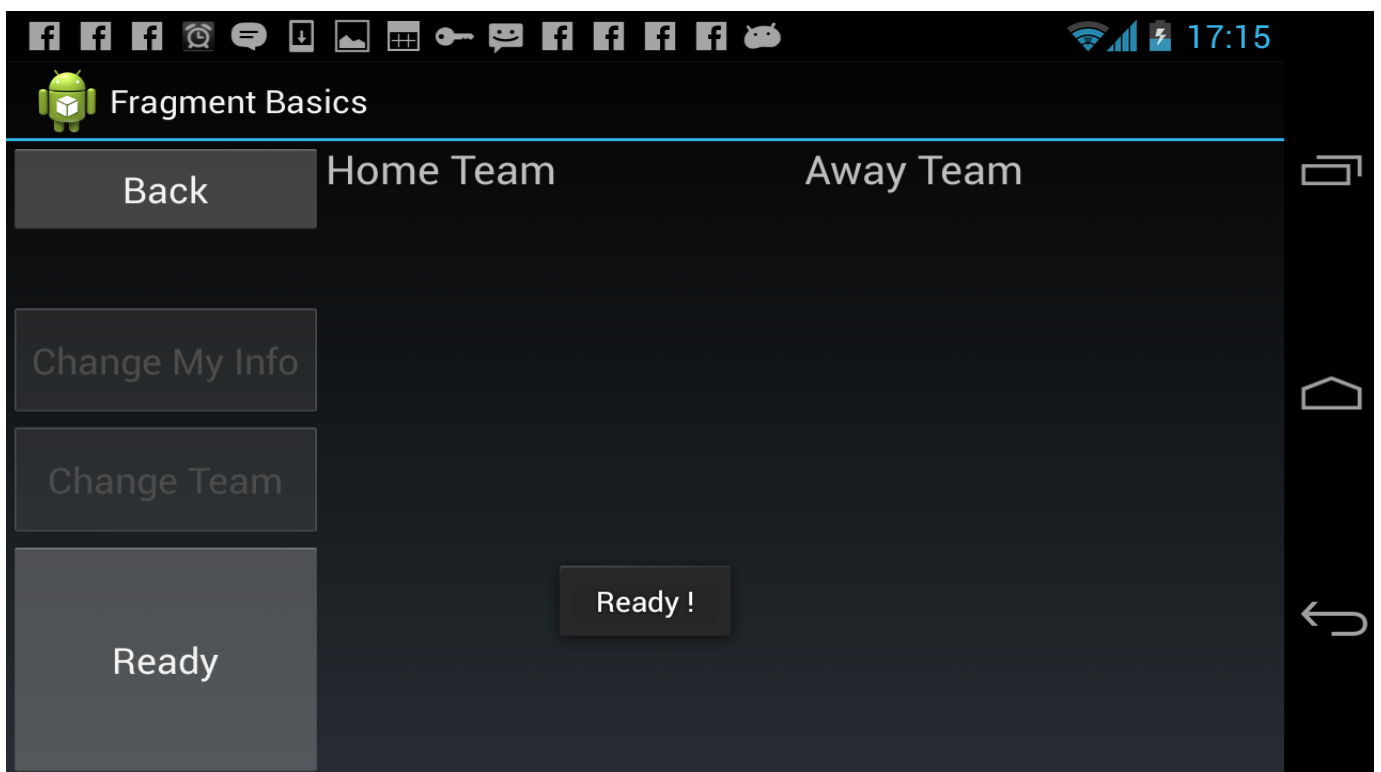 17:15
Fragment Basics
Back
Home Team
Away Team
Change My Info
Change Team
Ready !
Ready